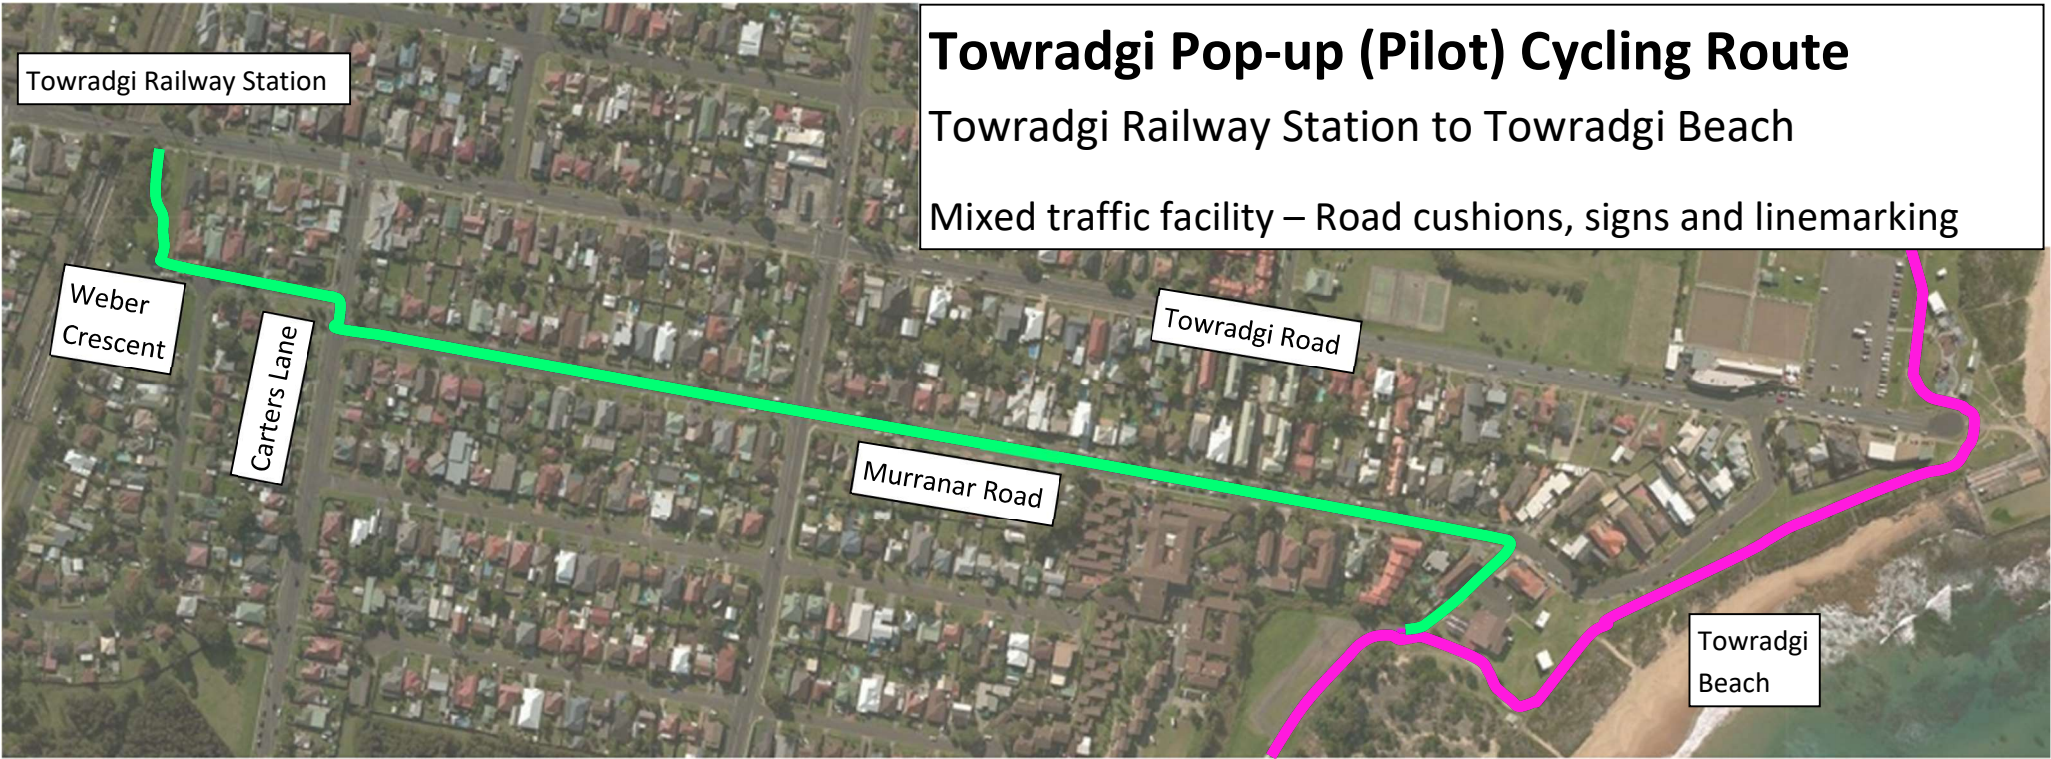 Towradgi Pop-up (Pilot) Cycling Route
Towradgi Railway Station to Towradgi Beach
Mixed traffic facility – Road cushions, signs and linemarking
Towradgi Railway Station
Weber
Crescent
Carters Lane
Towradgi Road
Murranar Road
Towradgi
Beach